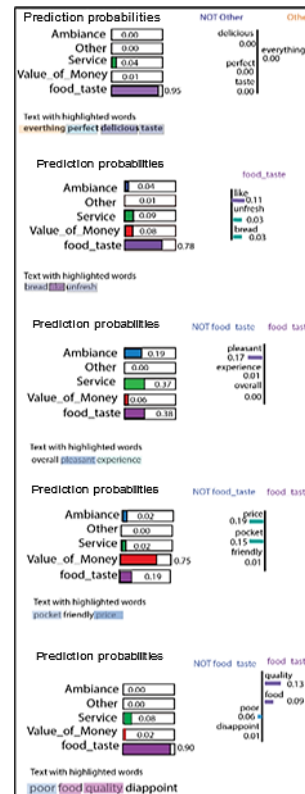 Prediction probabilities
NOT Other Othe
Ambiance 0.00
Other 0.00
Service 0.04
Value_of_Money 0.01
food_taste 0.95
delicious
0.00
everything
0.00
perfect
0.00
taste
0.00
Text with highlighted words
everthing perfect delicious taste
Prediction probabilities
food_taste
Ambiance 0.04
Other 0.01
Service 0.09
Value_of_Money 0.08
food_taste 0.78
like
0.11
unfresh
0.03
bread
0.03
Text with highlighted words
bread unfresh
Prediction probabilities
NOT food_taste food_tast
Ambiance 0.19
Other 0.00
Service 0.37
Value_of_Money 0.06
food_taste 0.38
pleasant
0.17
experience
0.01
overall
0.00
Text with highlighted words
overall pleasant experience
Prediction probabilities
NOT food_taste food_tast
Ambiance 0.02
Other 0.00
Service 0.02
Value_of_Money 0.75
food_taste 0.19
price
0.19
pocket
0.15
friendly
0.01
Text with highlighted words
pocket friendly price...
Prediction probabilities
NOT food_taste food_tast
Ambiance 0.00
Other 0.00
Service 0.08
Value_of_Money 0.02
food_taste 0.90
quality
0.13
food
0.09
poor
0.06
disappoint
0.01
Text with highlighted words
poor food quality diappoint